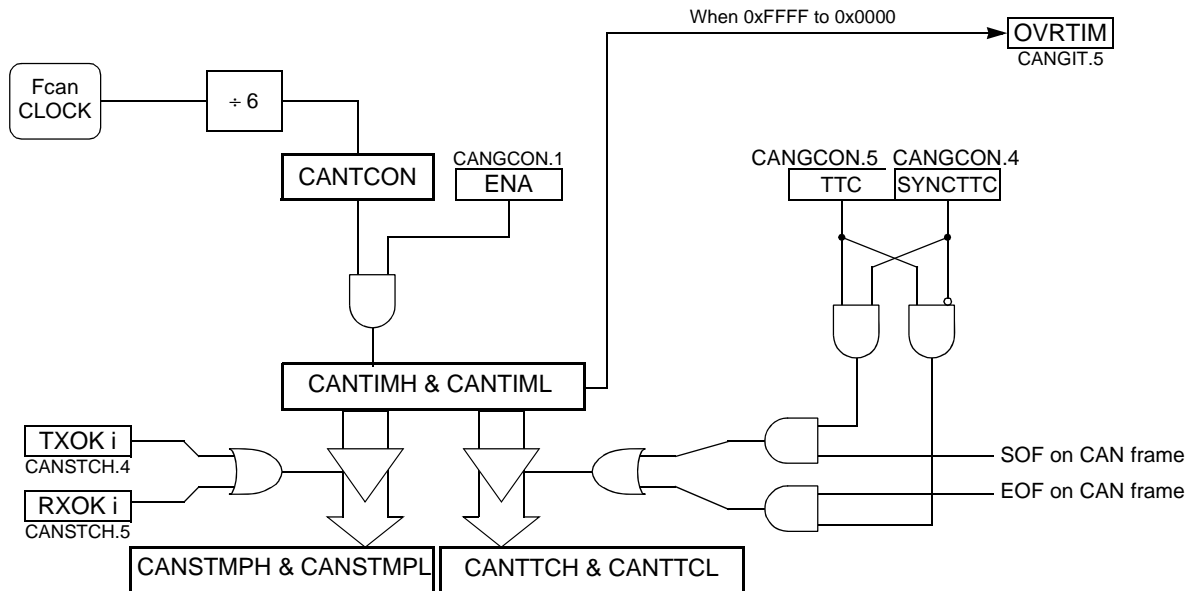 When 0xFFFF to 0x0000
OVRTIM
CANGIT.5
Fcan
CLOCK
÷ 6
CANTCON
CANGCON.1
ENA
CANGCON.5 CANGCON.4
TTC SYNCTTC
CANTIMH & CANTIML
TXOK i
CANSTCH.4
RXOK i
CANSTCH.5
SOF on CAN frame
EOF on CAN frame
CANSTMPH & CANSTMPL
CANTTCH & CANTTCL